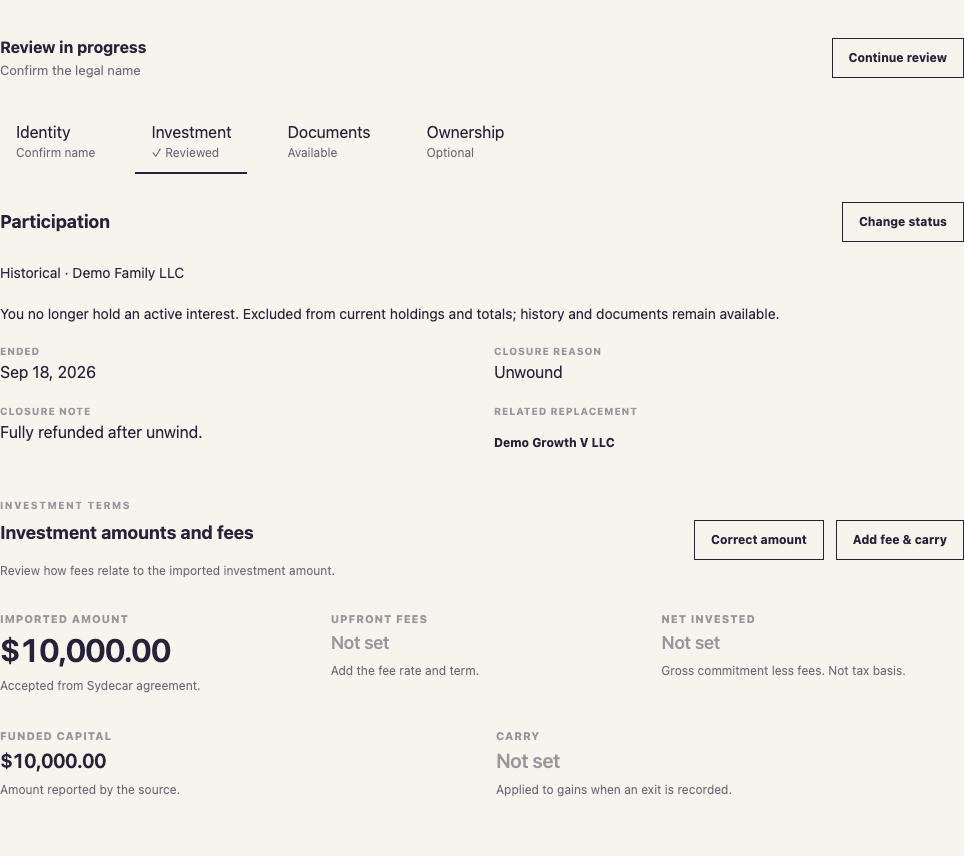 Review in progress
Confirm the legal name
Continue review
Identity
Confirm name
Investment
✓ Reviewed
Documents
Available
Ownership
Optional
Participation
Change status
Historical · Demo Family LLC
You no longer hold an active interest. Excluded from current holdings and totals; history and documents remain available.
ENDED
Sep 18, 2026
CLOSURE REASON
Unwound
CLOSURE NOTE
Fully refunded after unwind.
RELATED REPLACEMENT
Demo Growth V LLC
INVESTMENT TERMS
Investment amounts and fees
Correct amount
Add fee & carry
Review how fees relate to the imported investment amount.
IMPORTED AMOUNT
$10,000.00
Accepted from Sydecar agreement.
UPFRONT FEES
Not set
Add the fee rate and term.
NET INVESTED
Not set
Gross commitment less fees. Not tax basis.
FUNDED CAPITAL
$10,000.00
Amount reported by the source.
CARRY
Not set
Applied to gains when an exit is recorded.